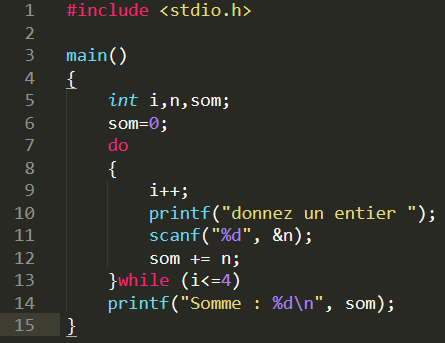 1 #include <stdio.h>
2
3 main()
4 {
5 int i,n,som;
6 som=0;
7 do
8 {
9 i++;
10 printf("donnez un entier ");
11 scanf("%d", &n);
12 som += n;
13 }while (i<=4)
14 printf("Somme : %d\n", som);
15 }